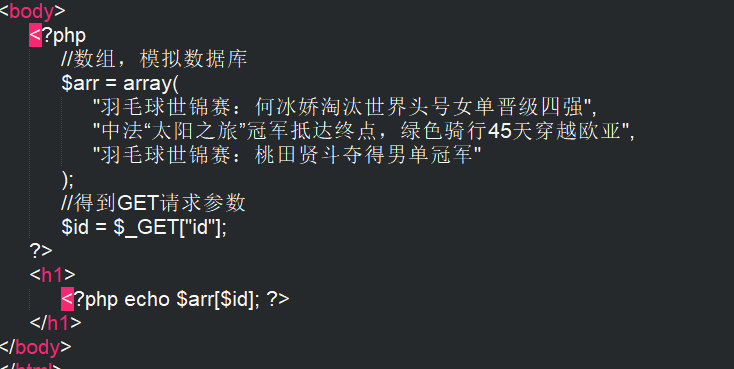 <body>
<?php
//数组，模拟数据库
$arr = array(
"羽毛球世锦赛：何冰娇淘汰世界头号女单晋级四强",
"中法“太阳之旅”冠军抵达终点，绿色骑行45天穿越欧亚",
"羽毛球世锦赛：桃田贤斗夺得男单冠军"
);
//得到GET请求参数
$id = $_GET["id"];
?>
<h1>
<?php echo $arr[$id]; ?>
</h1>
</body>